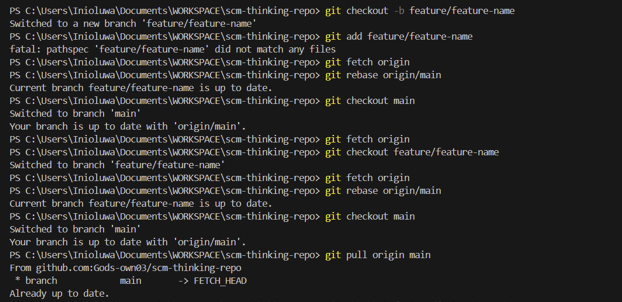 PS C:\Users\Inioluwa\Documents\WORKSPACE\scm-thinking-repo> git checkout -b feature/feature-name
Switched to a new branch 'feature/feature-name'
PS C:\Users\Inioluwa\Documents\WORKSPACE\scm-thinking-repo> git add feature/feature-name
fatal: pathspec 'feature/feature-name' did not match any files
PS C:\Users\Inioluwa\Documents\WORKSPACE\scm-thinking-repo> git fetch origin
PS C:\Users\Inioluwa\Documents\WORKSPACE\scm-thinking-repo> git rebase origin/main
Current branch feature/feature-name is up to date.
PS C:\Users\Inioluwa\Documents\WORKSPACE\scm-thinking-repo> git checkout main
Switched to branch 'main'
Your branch is up to date with 'origin/main'.
PS C:\Users\Inioluwa\Documents\WORKSPACE\scm-thinking-repo> git fetch origin
PS C:\Users\Inioluwa\Documents\WORKSPACE\scm-thinking-repo> git checkout feature/feature-name
Switched to branch 'feature/feature-name'
PS C:\Users\Inioluwa\Documents\WORKSPACE\scm-thinking-repo> git fetch origin
PS C:\Users\Inioluwa\Documents\WORKSPACE\scm-thinking-repo> git rebase origin/main
Current branch feature/feature-name is up to date.
PS C:\Users\Inioluwa\Documents\WORKSPACE\scm-thinking-repo> git checkout main
Switched to branch 'main'
Your branch is up to date with 'origin/main'.
PS C:\Users\Inioluwa\Documents\WORKSPACE\scm-thinking-repo> git pull origin main
From github.com:Gods-own03/scm-thinking-repo
 * branch            main       -> FETCH_HEAD
Already up to date.